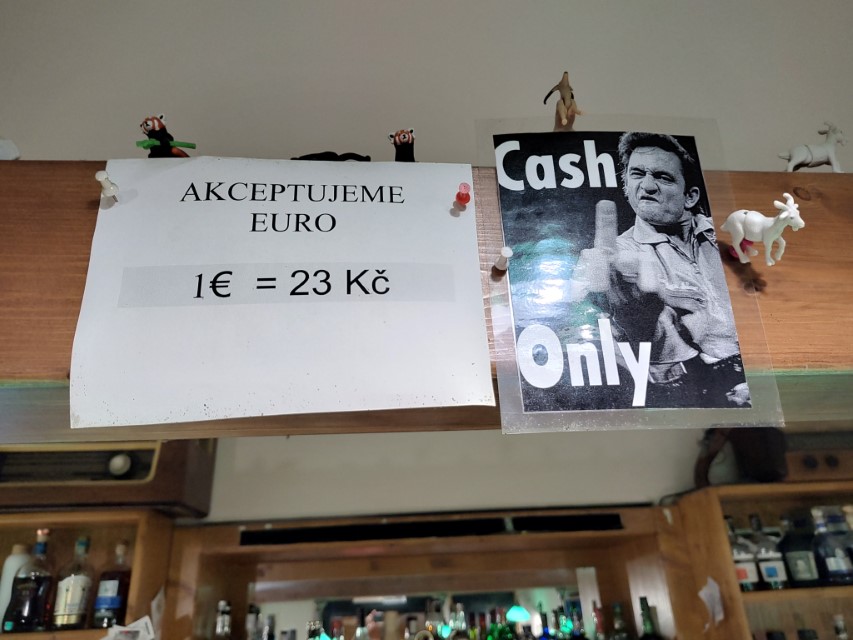 AKCEPTUJEME
EURO
1€ = 23 Kč
Cash
Only